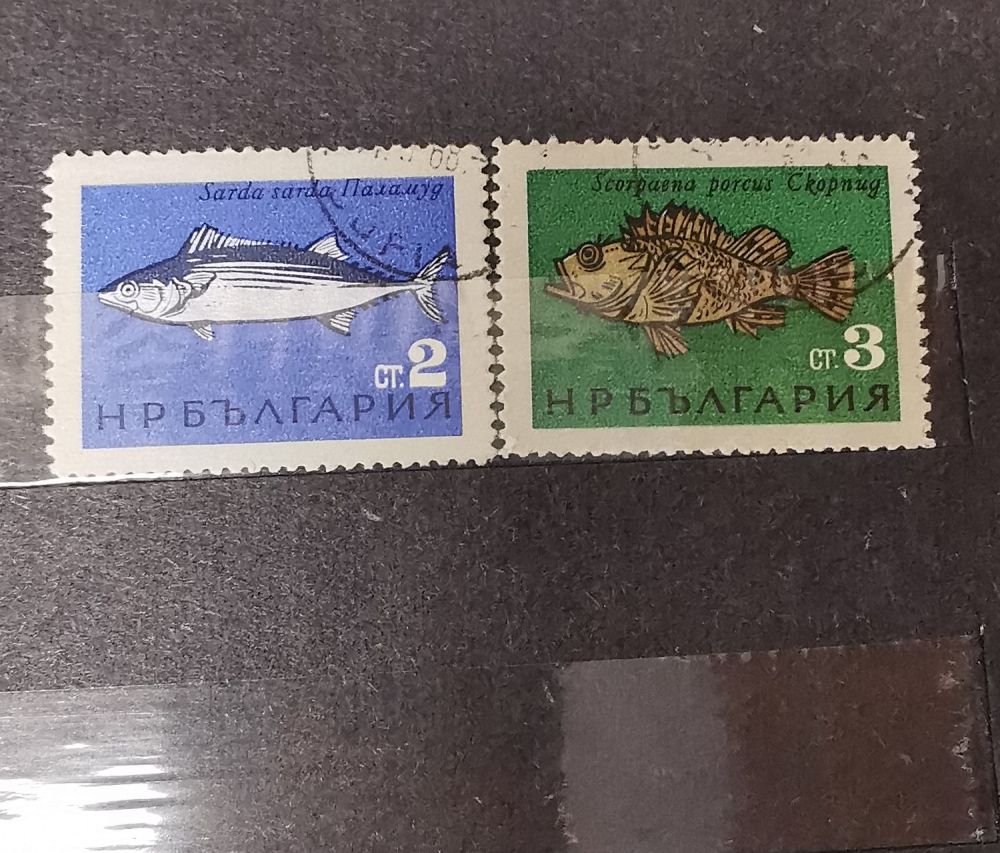 Sarda sarda Паламуд
СТ. 2
НРБЪЛГАРИЯ
Scorpaena porcus Скорпид
СТ. 3
НРБЪЛГАРИЯ